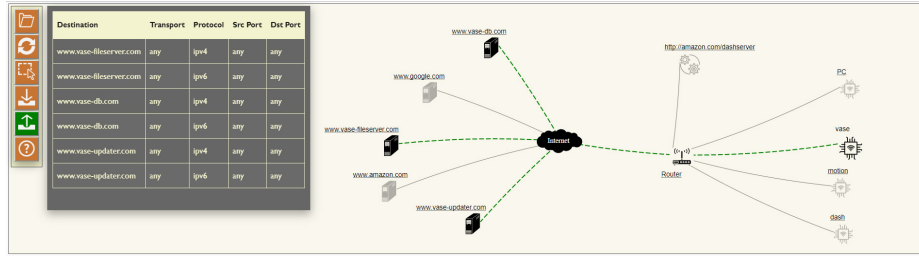 Destination Transport Protocol Src Port Dst Port
www.vase-fileserver.com any ipv4 any any
www.vase-fileserver.com any ipv6 any any
www.vase-db.com any ipv4 any any
www.vase-db.com any ipv6 any any
www.vase-updater.com any ipv4 any any
www.vase-updater.com any ipv6 any any
www.vase-db.com
http://amazon.com/dashserver
www.google.com
PC
www.vase-fileserver.com
vase
Internet
www.amazon.com
Router
motion
www.vase-updater.com
dash
?